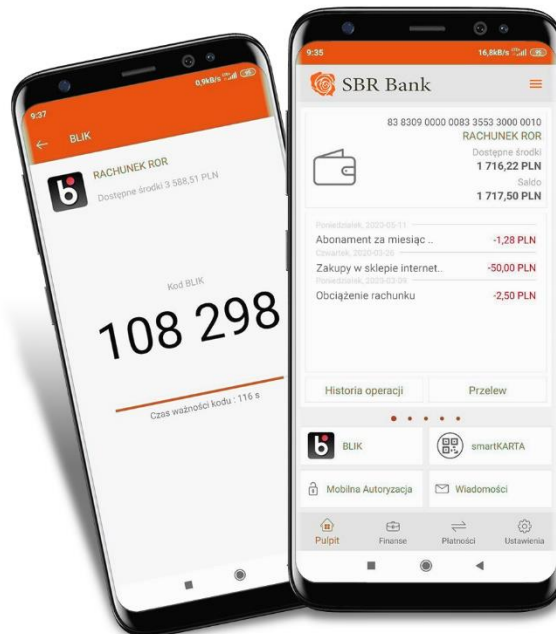 9:37
0,9kB/s
BLIK
RACHUNEK ROR
Dostępne środki 3 588,51 PLN
Kod BLIK
108 298
Czas ważności kodu : 116 s
9:35
16,8kB/s
SBR Bank
83 8309 0000 0083 3553 3000 0010
RACHUNEK ROR
Dostępne środki
1 716,22 PLN
Saldo
1 717,50 PLN
Abonament za miesiąc ..
-1,28 PLN
Zakupy w sklepie internet..
-50,00 PLN
Obciążenie rachunku
-2,50 PLN
Historia operacji
Przelew
BLIK
smartKARTA
Mobilna Autoryzacja
Wiadomości
Pulpit
Finanse
Płatności
Ustawienia